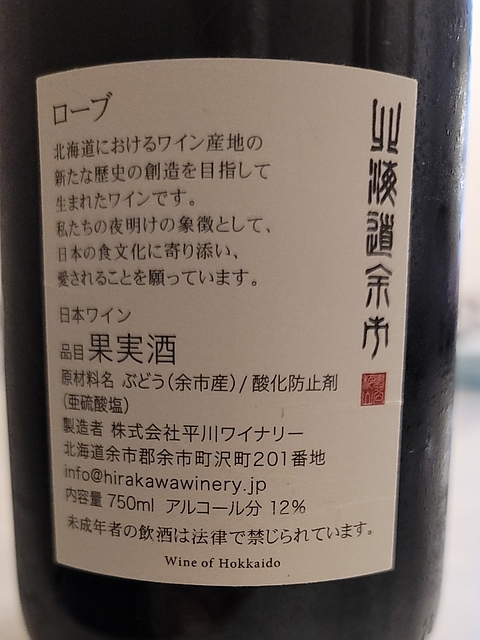 ローブ
北海道におけるワイン産地の
新たな歴史の創造を目指して
生まれたワインです。
私たちの夜明けの象徴として、
日本の食文化に寄り添い、
愛されることを願っています。
北海道余市
日本ワイン
品目 果実酒
原材料名 ぶどう(余市産)/酸化防止剤
(亜硫酸塩)
製造者 株式会社平川ワイナリー
北海道余市郡余市町沢町201番地
info@hirakawawinery.jp
内容量 750ml アルコール分 12%
未成年者の飲酒は法律で禁じられています。
Wine of Hokkaido